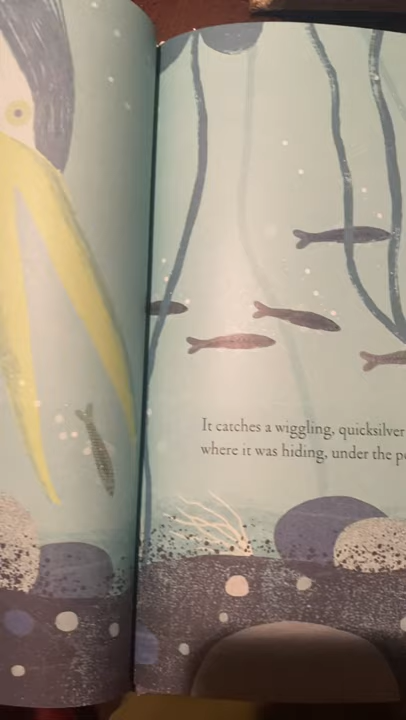 It catches a wiggling, quicksilver
where it was hiding, under the